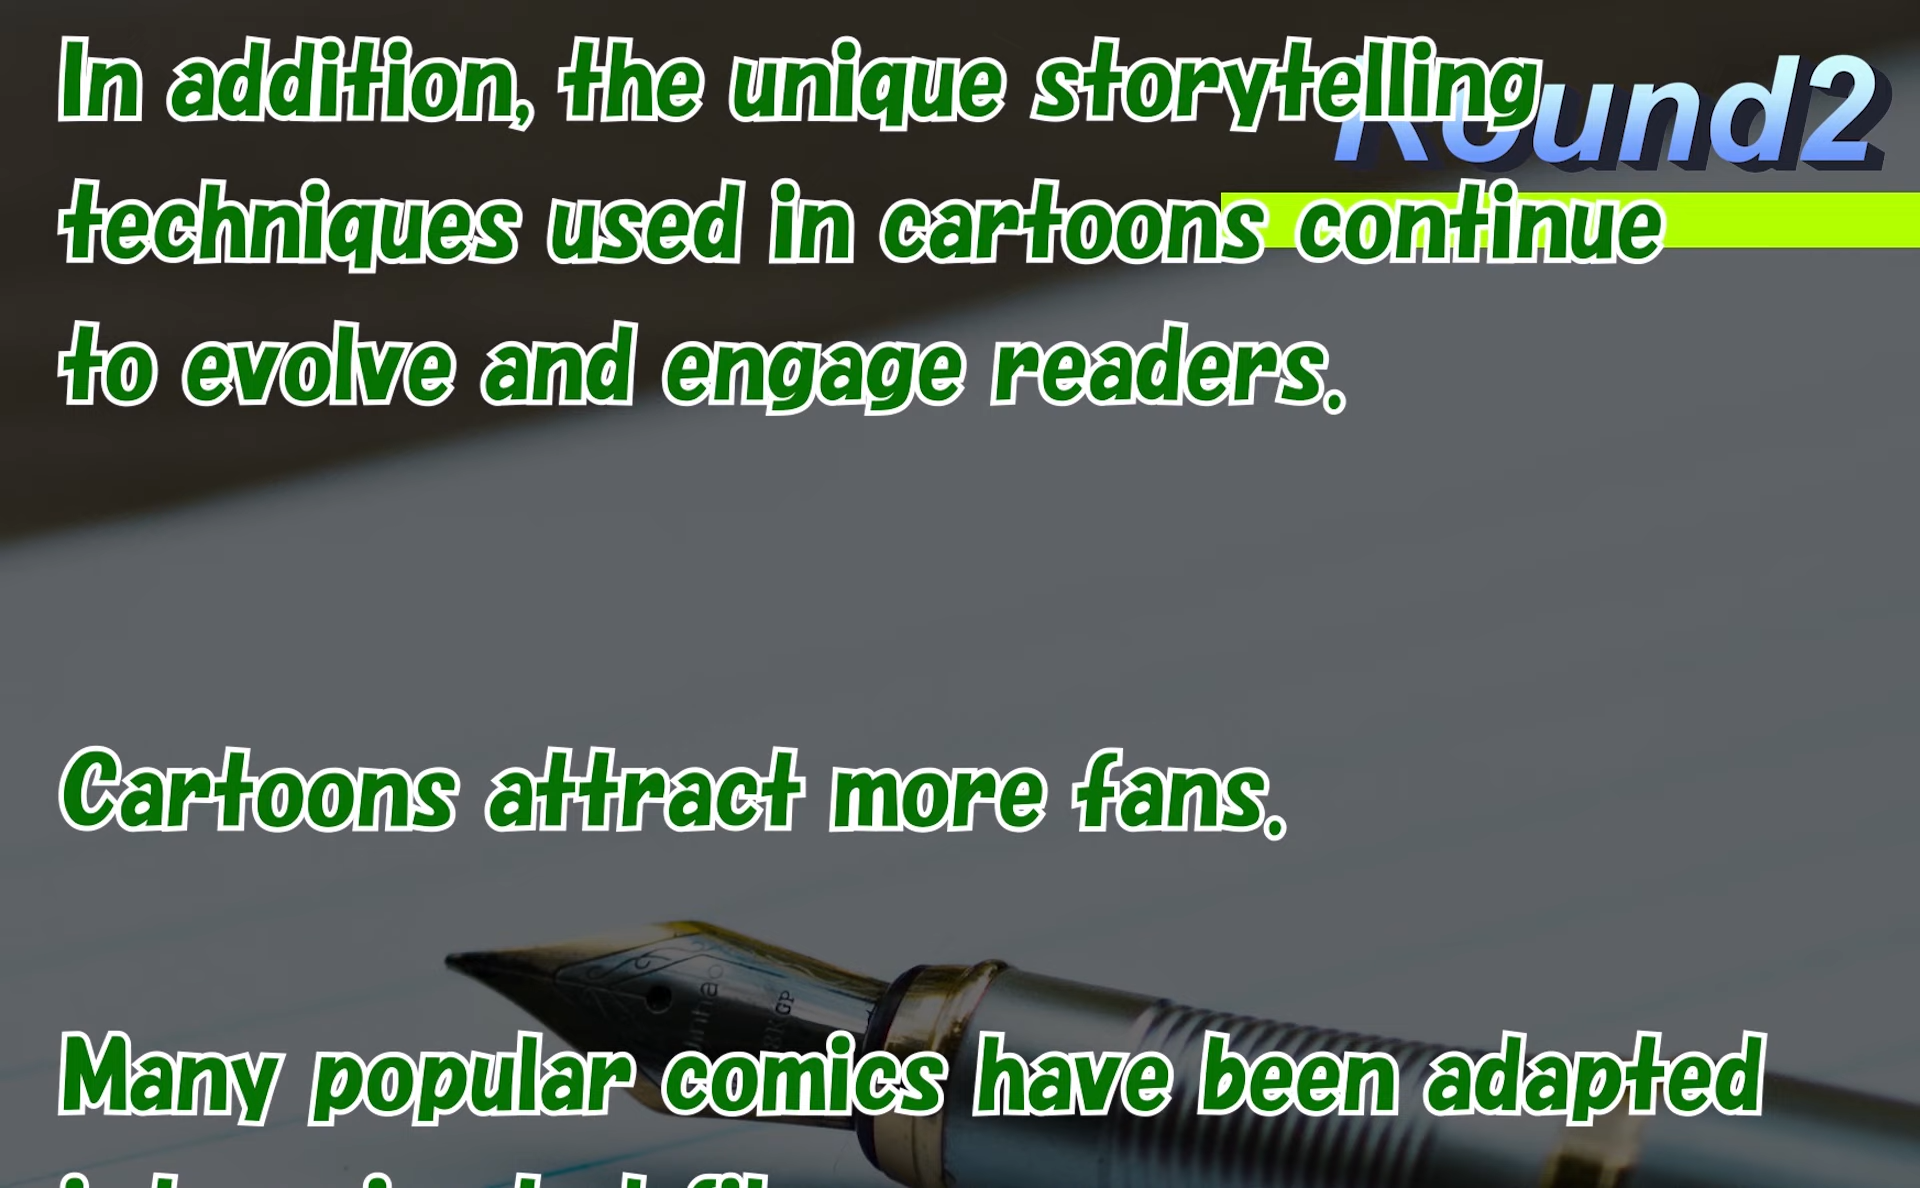 In addition, the unique storytelling
Round2
techniques used in cartoons continue
to evolve and engage readers.
Cartoons attract more fans.
Many popular comics have been adapted